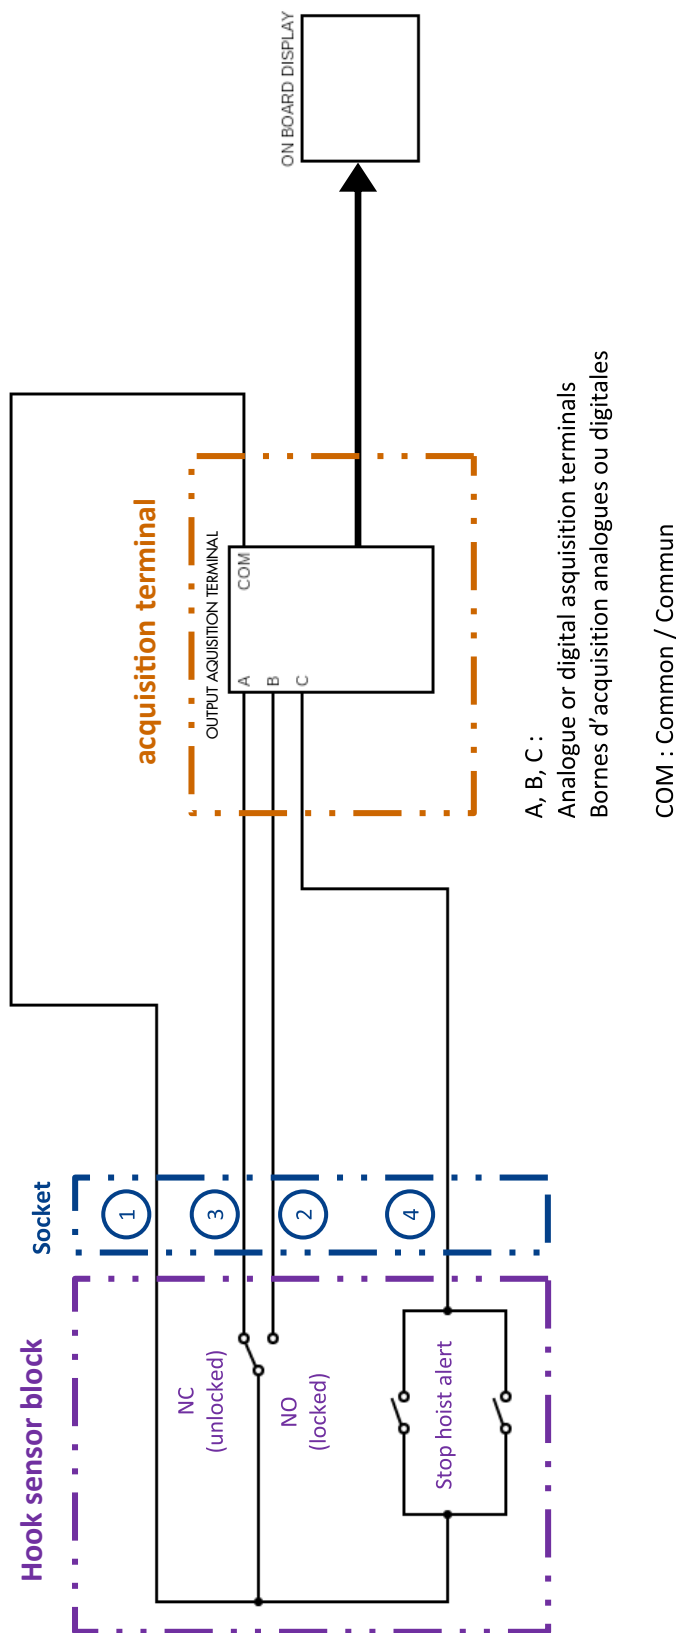 Hook sensor block
Socket
acquisition terminal
OUTPUT AQUISITION TERMINAL
ON BOARD DISPLAY
1
3
2
4
NC
(unlocked)
NO
(locked)
Stop hoist alert
A
B
C
COM
A, B, C :
Analogue or digital asquisition terminals
Bornes d’acquisition analogues ou digitales
COM : Common / Commun